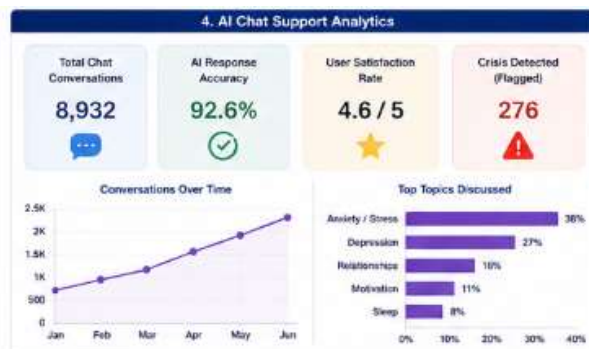 4. AI Chat Support Analytics
Total Chat
Conversations
8,932
AI Response
Accuracy
92.6%
User Satisfaction
Rate
4.6 / 5
Crisis Detected
(Flagged)
276
Conversations Over Time
2.5K
2K
1.5K
1K
500
0
Jan Feb Mar Apr May Jun
Top Topics Discussed
Anxiety / Stress 36%
Depression 27%
Relationships
Motivation 11%
Sleep 8%
0% 10% 20% 30% 40%